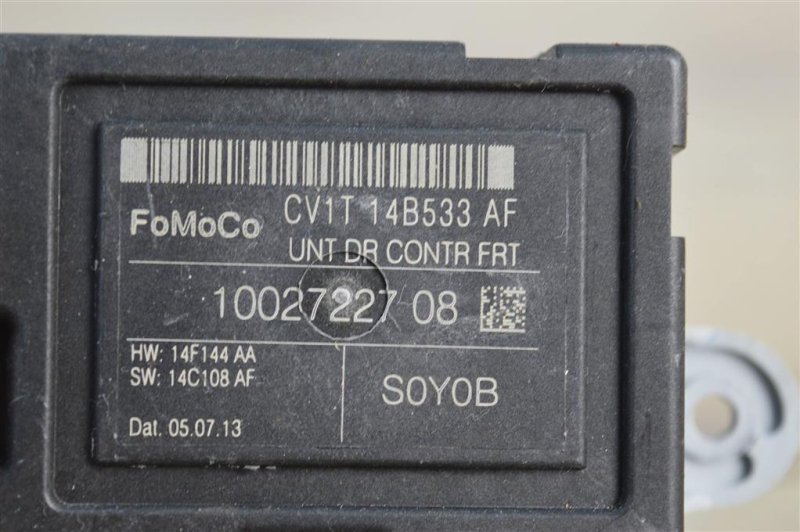 FoMoCo CV1T 14B533 AF
UNT DR CONTR FRT
10027227 08
HW: 14F144 AA
SW: 14C108 AF
S0Y0B
Dat. 05.07.13